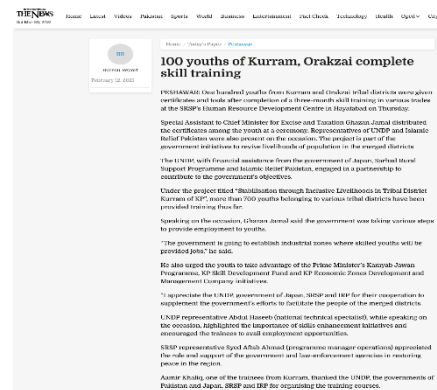 THE NEWS
Home Latest Videos Pakistan Sports World Business Entertainment Fact Check Technology Health Oped
Home Today's Paper Peshawar
February 12, 2021
100 youths of Kurram, Orakzai complete
skill training
PESHAWAR: One hundred youths from Kurram and Orakzai tribal districts were given
certificates and tools after completion of a three-month skill training in various trades
at the SRSP's Human Resource Development Centre in Hayatabad on Thursday.
Special Assistant to Chief Minister for Excise and Taxation Ghazan Jamal distributed
the certificates among the youth at a ceremony. Representatives of UNDP and Islamic
Relief Pakistan were also present on the occasion. The project is part of the
government initiatives to revive livelihoods of population in the merged districts
The UNDP, with financial assistance from the government of Japan, Sarhad Rural
Support Programme and Islamic Relief Pakistan, engaged in a partnership to
contribute to the government's objectives.
Under the project titled "Stabilisation through Inclusive Livelihoods in Tribal District
Kurram of KP", more than 700 youths belonging to various tribal districts have been
provided training thus far.
Speaking on the occasion, Ghazan Jamal said the government was taking various steps
to provide employment to youths.
"The government is going to establish industrial zones where skilled youths will be
provided jobs," he said.
He also urged the youth to take advantage of the Prime Minister's Kamyab Jawan
Programme, KP Skill Development Fund and KP Economic Zones Development and
Management Company initiatives.
"I appreciate the UNDP, government of Japan, SRSP and IRP for their cooperation to
supplement the government's efforts to facilitate the people of the merged districts
UNDP representative Abdul Haseeb (national technical specialist), while speaking on
the occasion, highlighted the importance of skills enhancement initiatives and
encouraged the trainees to avail employment opportunities.
SRSP representative Syed Aftab Ahmad (programme manager operations) appreciated
the role and support of the government and law-enforcement agencies in restoring
peace in the region.
Aamir Khaliq, one of the trainees from Kurram, thanked the UNDP, the governments of
Pakistan and Japan, SRSP and IRP for organising the training courses.